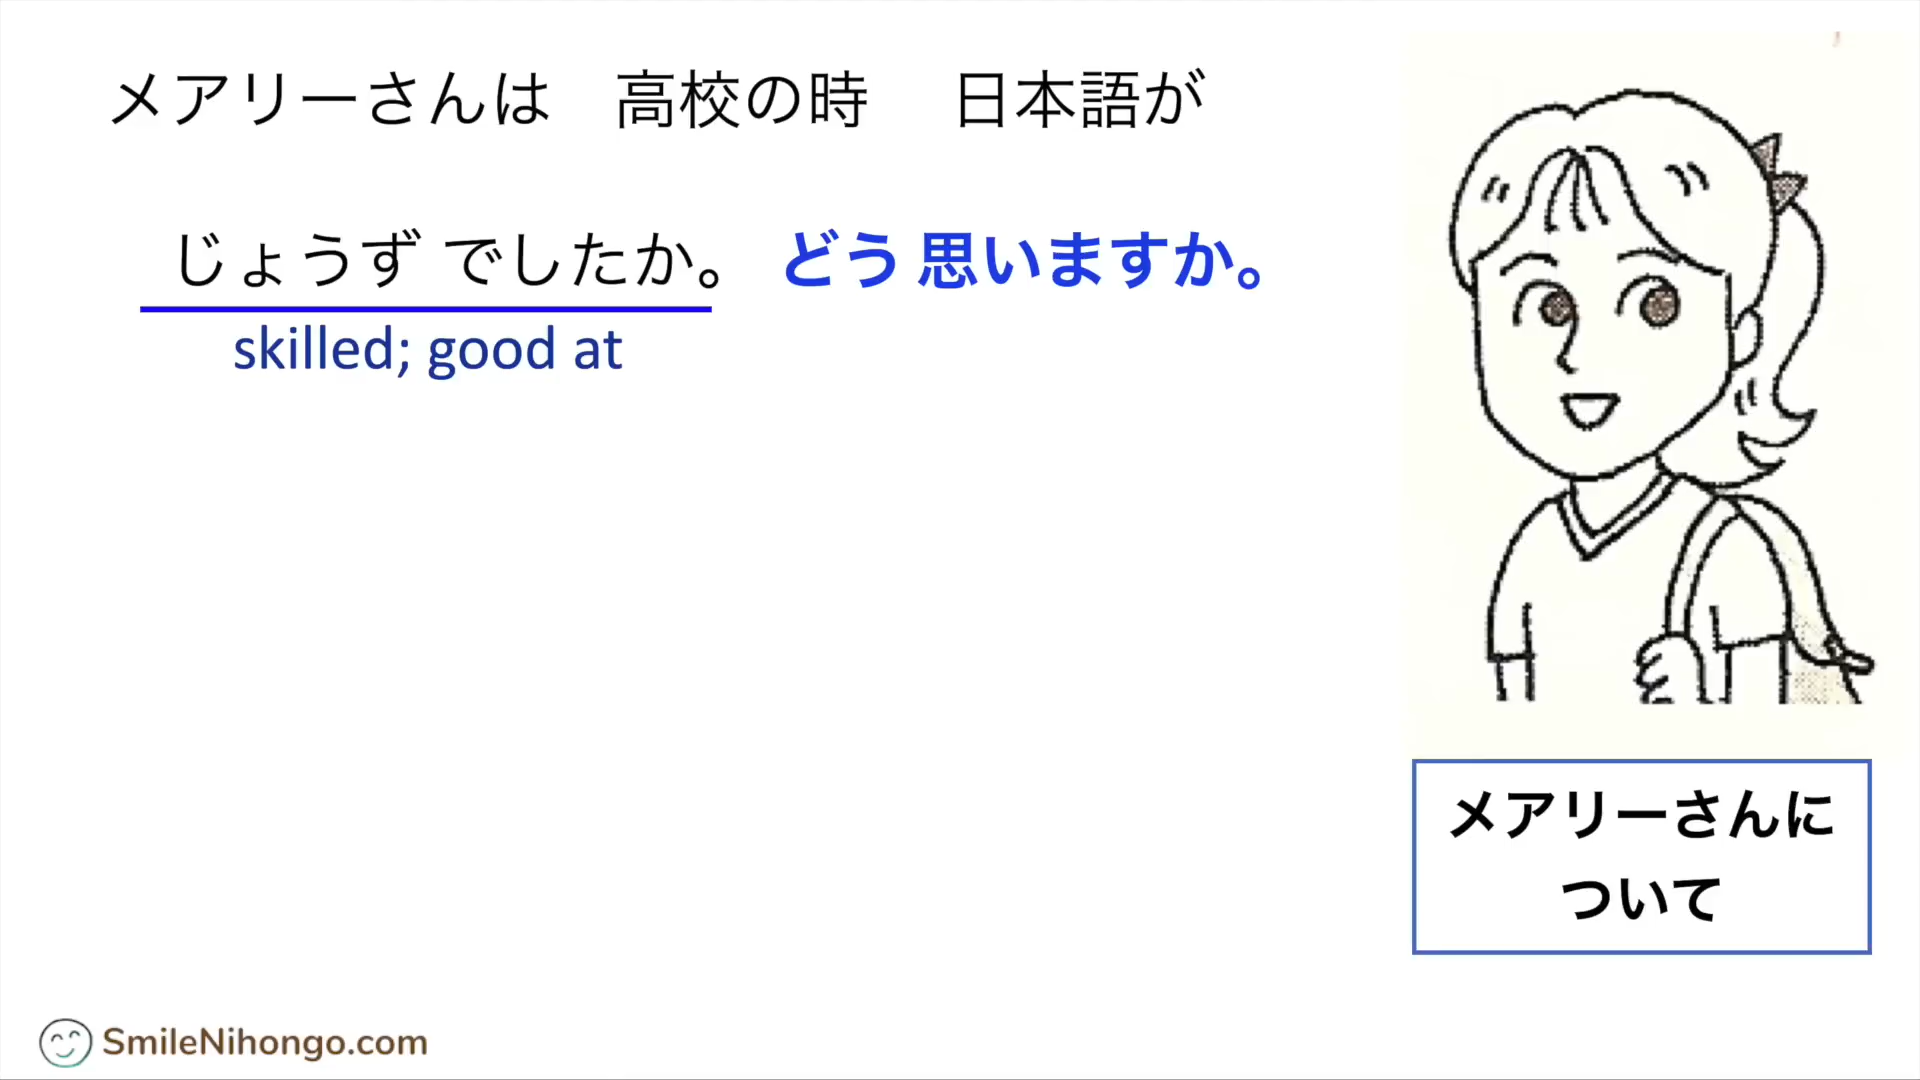 メアリーさんは　高校の時　日本語が
じょうず でしたか。 どう 思いますか。
skilled; good at
メアリーさんに
ついて
SmileNihongo.com